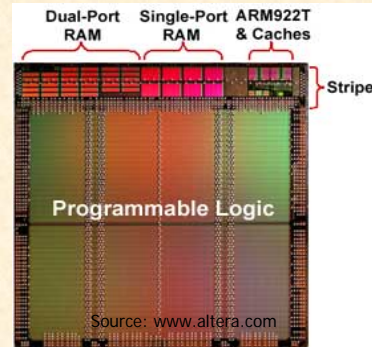 Dual-Port
RAM
Single-Port
RAM
ARM922T
& Caches
Stripe
Programmable Logic
Source: www.altera.com